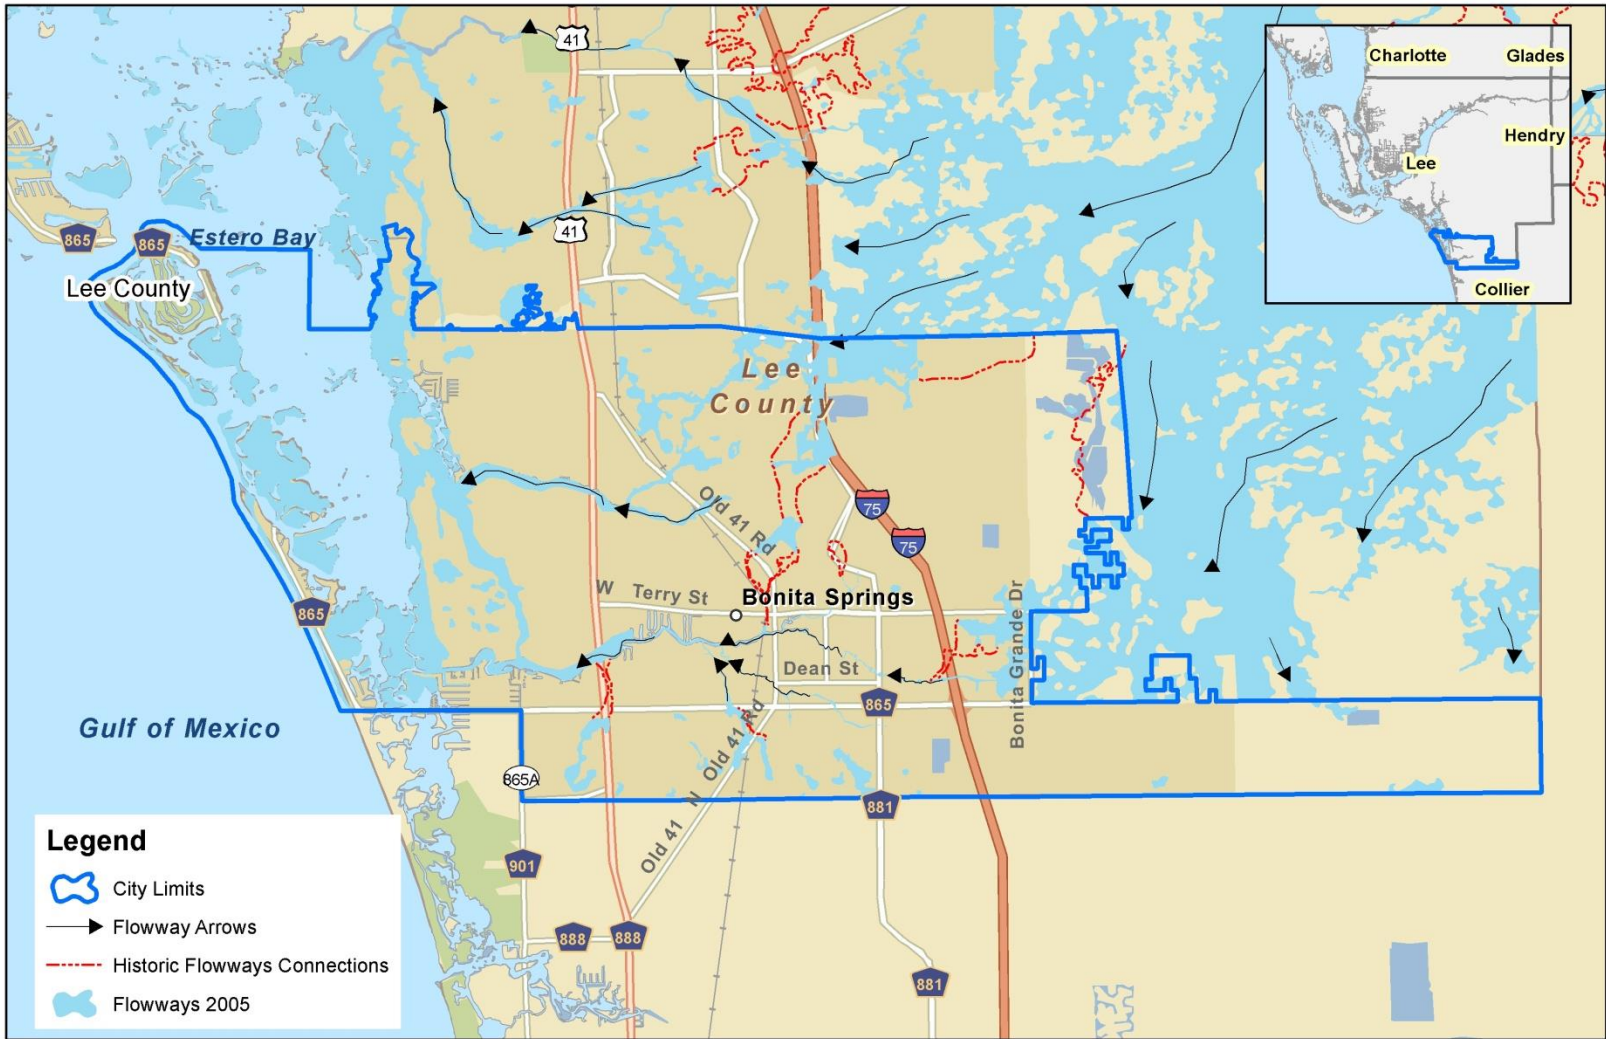 41
Charlotte
Glades
Hendry
Lee
Collier
865
865
Estero Bay
41
Lee County
Lee
County
Old 41 Rd
75
75
W Terry St
Bonita Springs
865
Dean St
Bonita Grande Dr
865
Gulf of Mexico
Old 41 Rd
865A
881
Old 41 N
901
888
888
881
Legend
City Limits
Flowway Arrows
Historic Flowways Connections
Flowways 2005